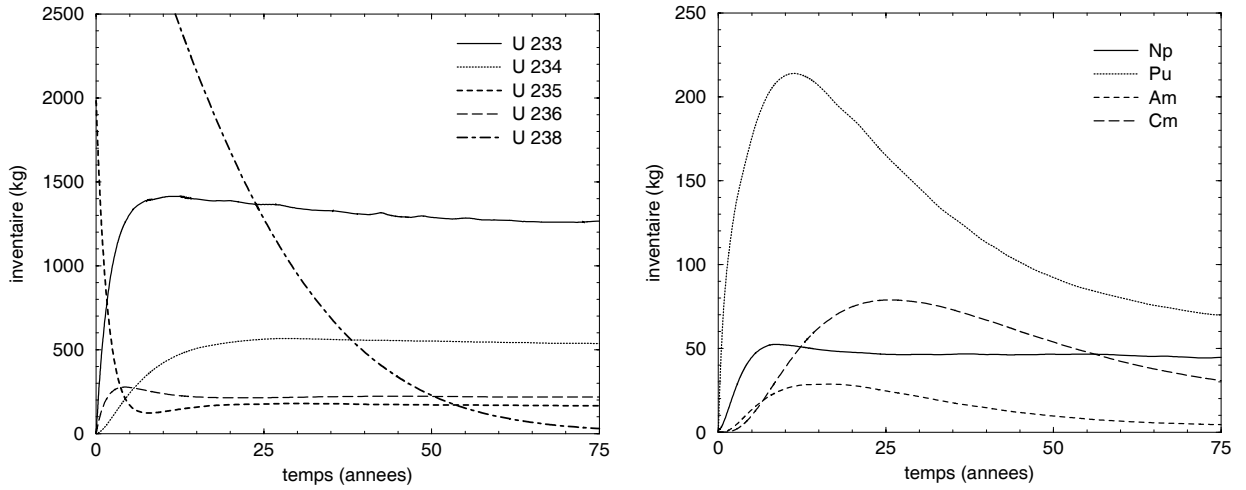 2500
2000
1500
1000
500
0
0
25
50
75
inventaire (kg)
temps (annees)
U 233
U 234
U 235
U 236
U 238
250
200
150
100
50
0
0
25
50
75
inventaire (kg)
temps (annees)
Np
Pu
Am
Cm